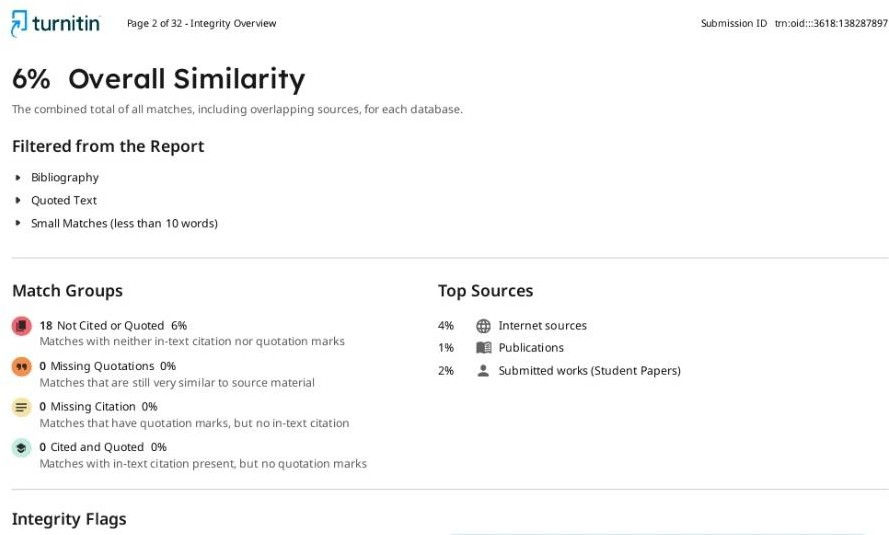 turnitin Page 2 of 32 - Integrity Overview Submission ID trn:oid:::3618:138287897
6% Overall Similarity
The combined total of all matches, including overlapping sources, for each database.
Filtered from the Report
Bibliography
Quoted Text
Small Matches (less than 10 words)
Match Groups
18 Not Cited or Quoted 6%
Matches with neither in-text citation nor quotation marks
0 Missing Quotations 0%
Matches that are still very similar to source material
0 Missing Citation 0%
Matches that have quotation marks, but no in-text citation
0 Cited and Quoted 0%
Matches with in-text citation present, but no quotation marks
Top Sources
4% Internet sources
1% Publications
2% Submitted works (Student Papers)
Integrity Flags